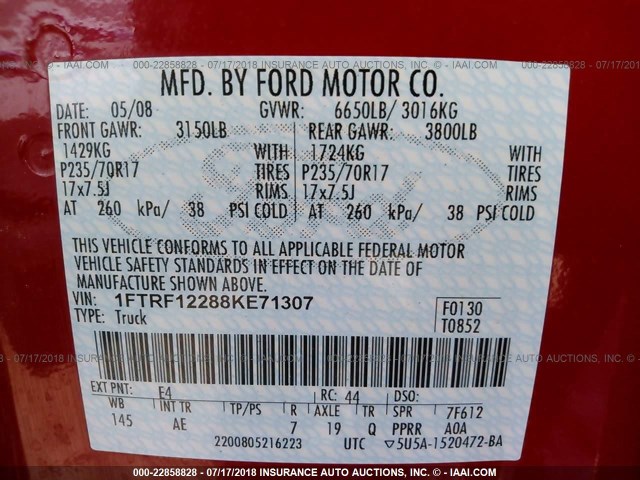 000-22858828 - 07/17/2018 INSURANCE AUTO AUCTIONS, INC. - IAAI.COM
MFD. BY FORD MOTOR CO.
DATE: 05/08 GVWR: 6650LB/ 3016KG
FRONT GAWR: 3150LB REAR GAWR: 3800LB
1429KG WITH 1724KG WITH
P235/70R17 TIRES P235/70R17 TIRES
17x7.5J RIMS 17x7.5J RIMS
AT 260 kPa/ 38 PSI COLD AT 260 kPa/ 38 PSI COLD
THIS VEHICLE CONFORMS TO ALL APPLICABLE FEDERAL MOTOR
VEHICLE SAFETY STANDARDS IN EFFECT ON THE DATE OF
MANUFACTURE SHOWN ABOVE.
VIN: 1FTRF12288KE71307 F0130
TYPE: Truck T0852
EXT PNT: E4 RC: 44 DSO:
WB INT TR TP/PS R AXLE TR SPR 7F612
145 AE 7 19 Q PPRR A0A
2200805216223 UTC ▽5U5A-1520472-BA
000-22858828 - 07/17/2018 INSURANCE AUTO AUCTIONS, INC. - IAAI.COM